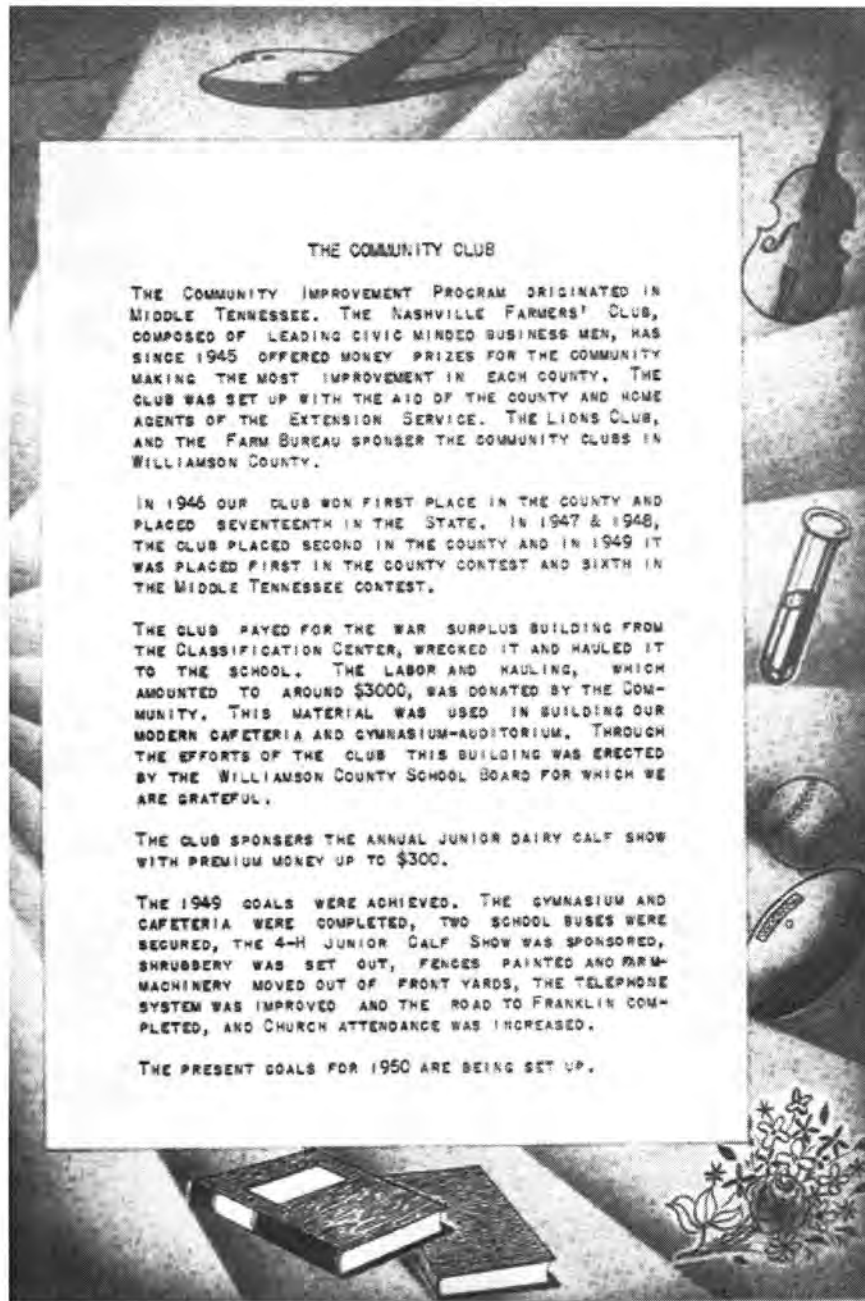 THE COMMUNITY CLUB
THE COMMUNITY IMPROVEMENT PROGRAM ORIGINATED IN
MIDDLE TENNESSEE. THE NASHVILLE FARMERS' CLUB,
COMPOSED OF LEADING CIVIC MINDED BUSINESS MEN, HAS
SINCE 1945 OFFERED MONEY PRIZES FOR THE COMMUNITY
MAKING THE MOST IMPROVEMENT IN EACH COUNTY. THE
CLUB WAS SET UP WITH THE AID OF THE COUNTY AND HOME
AGENTS OF THE EXTENSION SERVICE. THE LIONS CLUB,
AND THE FARM BUREAU SPONSER THE COMMUNITY CLUBS IN
WILLIAMSON COUNTY.
IN 1946 OUR CLUB WON FIRST PLACE IN THE COUNTY AND
PLACED SEVENTEENTH IN THE STATE. IN 1947 & 1948,
THE CLUB PLACED SECOND IN THE COUNTY AND IN 1949 IT
WAS PLACED FIRST IN THE COUNTY CONTEST AND SIXTH IN
THE MIDDLE TENNESSEE CONTEST.
THE CLUB PAYED FOR THE WAR SURPLUS BUILDING FROM
THE CLASSIFICATION CENTER, WRECKED IT AND HAULED IT
TO THE SCHOOL. THE LABOR AND HAULING, WHICH
AMOUNTED TO AROUND $3000, WAS DONATED BY THE COM-
MUNITY. THIS MATERIAL WAS USED IN BUILDING OUR
MODERN CAFETERIA AND GYMNASIUM-AUDITORIUM. THROUGH
THE EFFORTS OF THE CLUB THIS BUILDING WAS ERECTED
BY THE WILLIAMSON COUNTY SCHOOL BOARD FOR WHICH WE
ARE GRATEFUL.
THE CLUB SPONSERS THE ANNUAL JUNIOR DAIRY CALF SHOW
WITH PREMIUM MONEY UP TO $300.
THE 1949 GOALS WERE ACHIEVED. THE GYMNASIUM AND
CAFETERIA WERE COMPLETED, TWO SCHOOL BUSES WERE
SECURED, THE 4-H JUNIOR CALF SHOW WAS SPONSORED,
SHRUBBERY WAS SET OUT, FENCES PAINTED AND FARM-
MACHINERY MOVED OUT OF FRONT YARDS, THE TELEPHONE
SYSTEM WAS IMPROVED AND THE ROAD TO FRANKLIN COM-
PLETED, AND CHURCH ATTENDANCE WAS INCREASED.
THE PRESENT GOALS FOR 1950 ARE BEING SET UP.